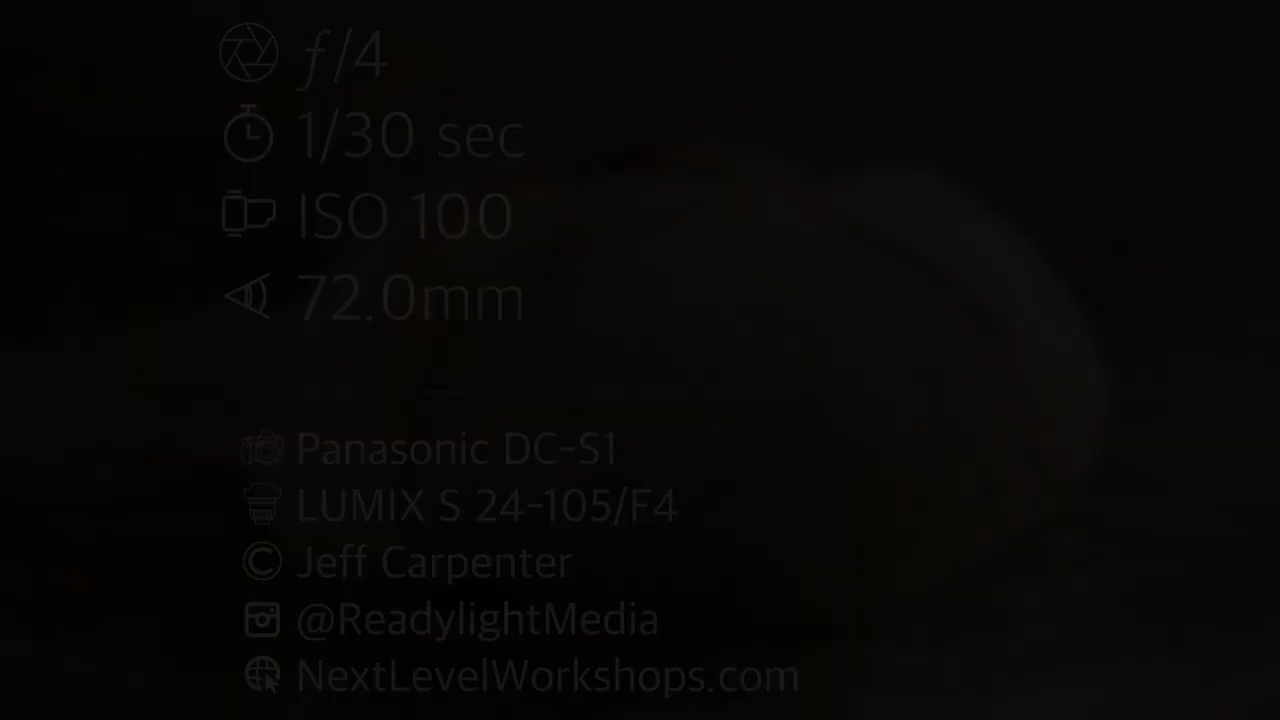 f/4
1/30 sec
ISO 100
72.0mm
Panasonic DC-S1
LUMIX S 24-105/F4
© Jeff Carpenter
@ReadylightMedia
NextLevelWorkshops.com